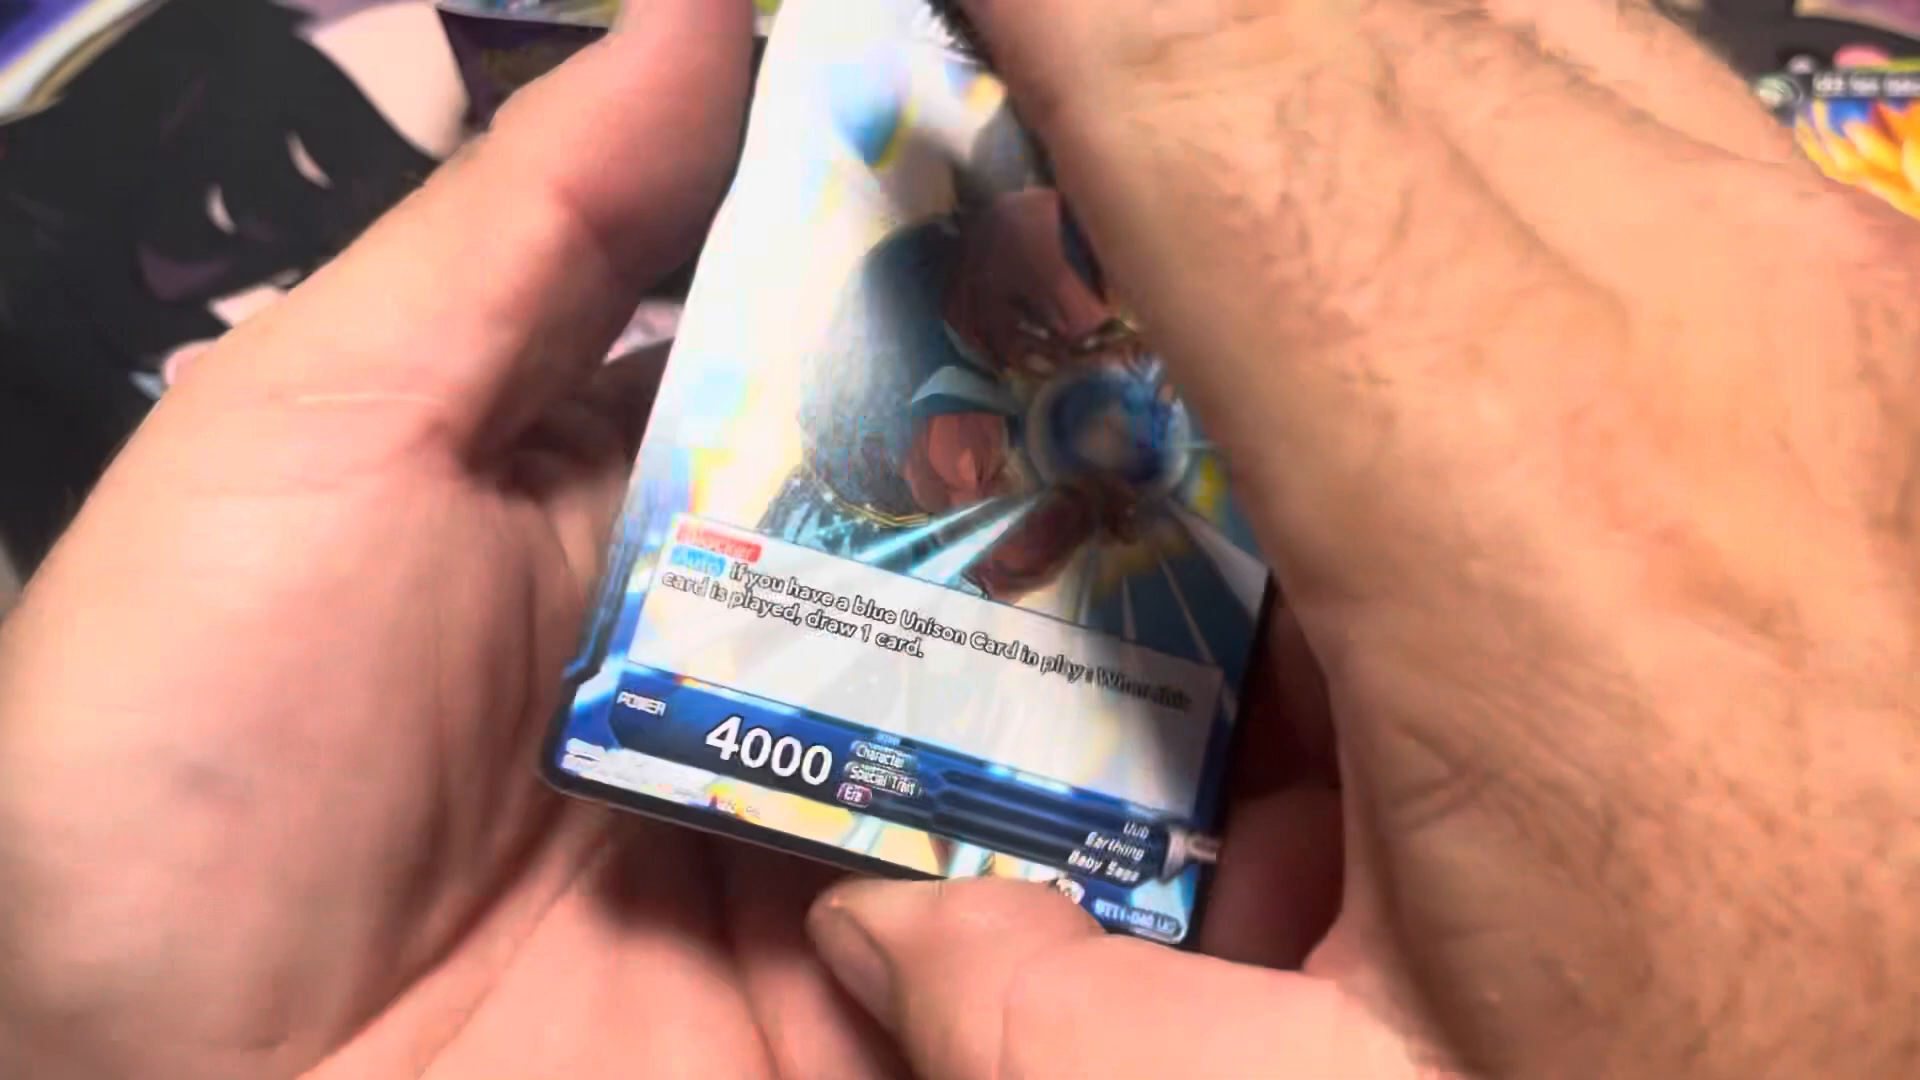 Blocker
Auto If you have a blue Unison Card in play: When this
card is played, draw 1 card.
POWER
4000
Character
Special Trait
Era
Uub
Earthling
Baby Saga